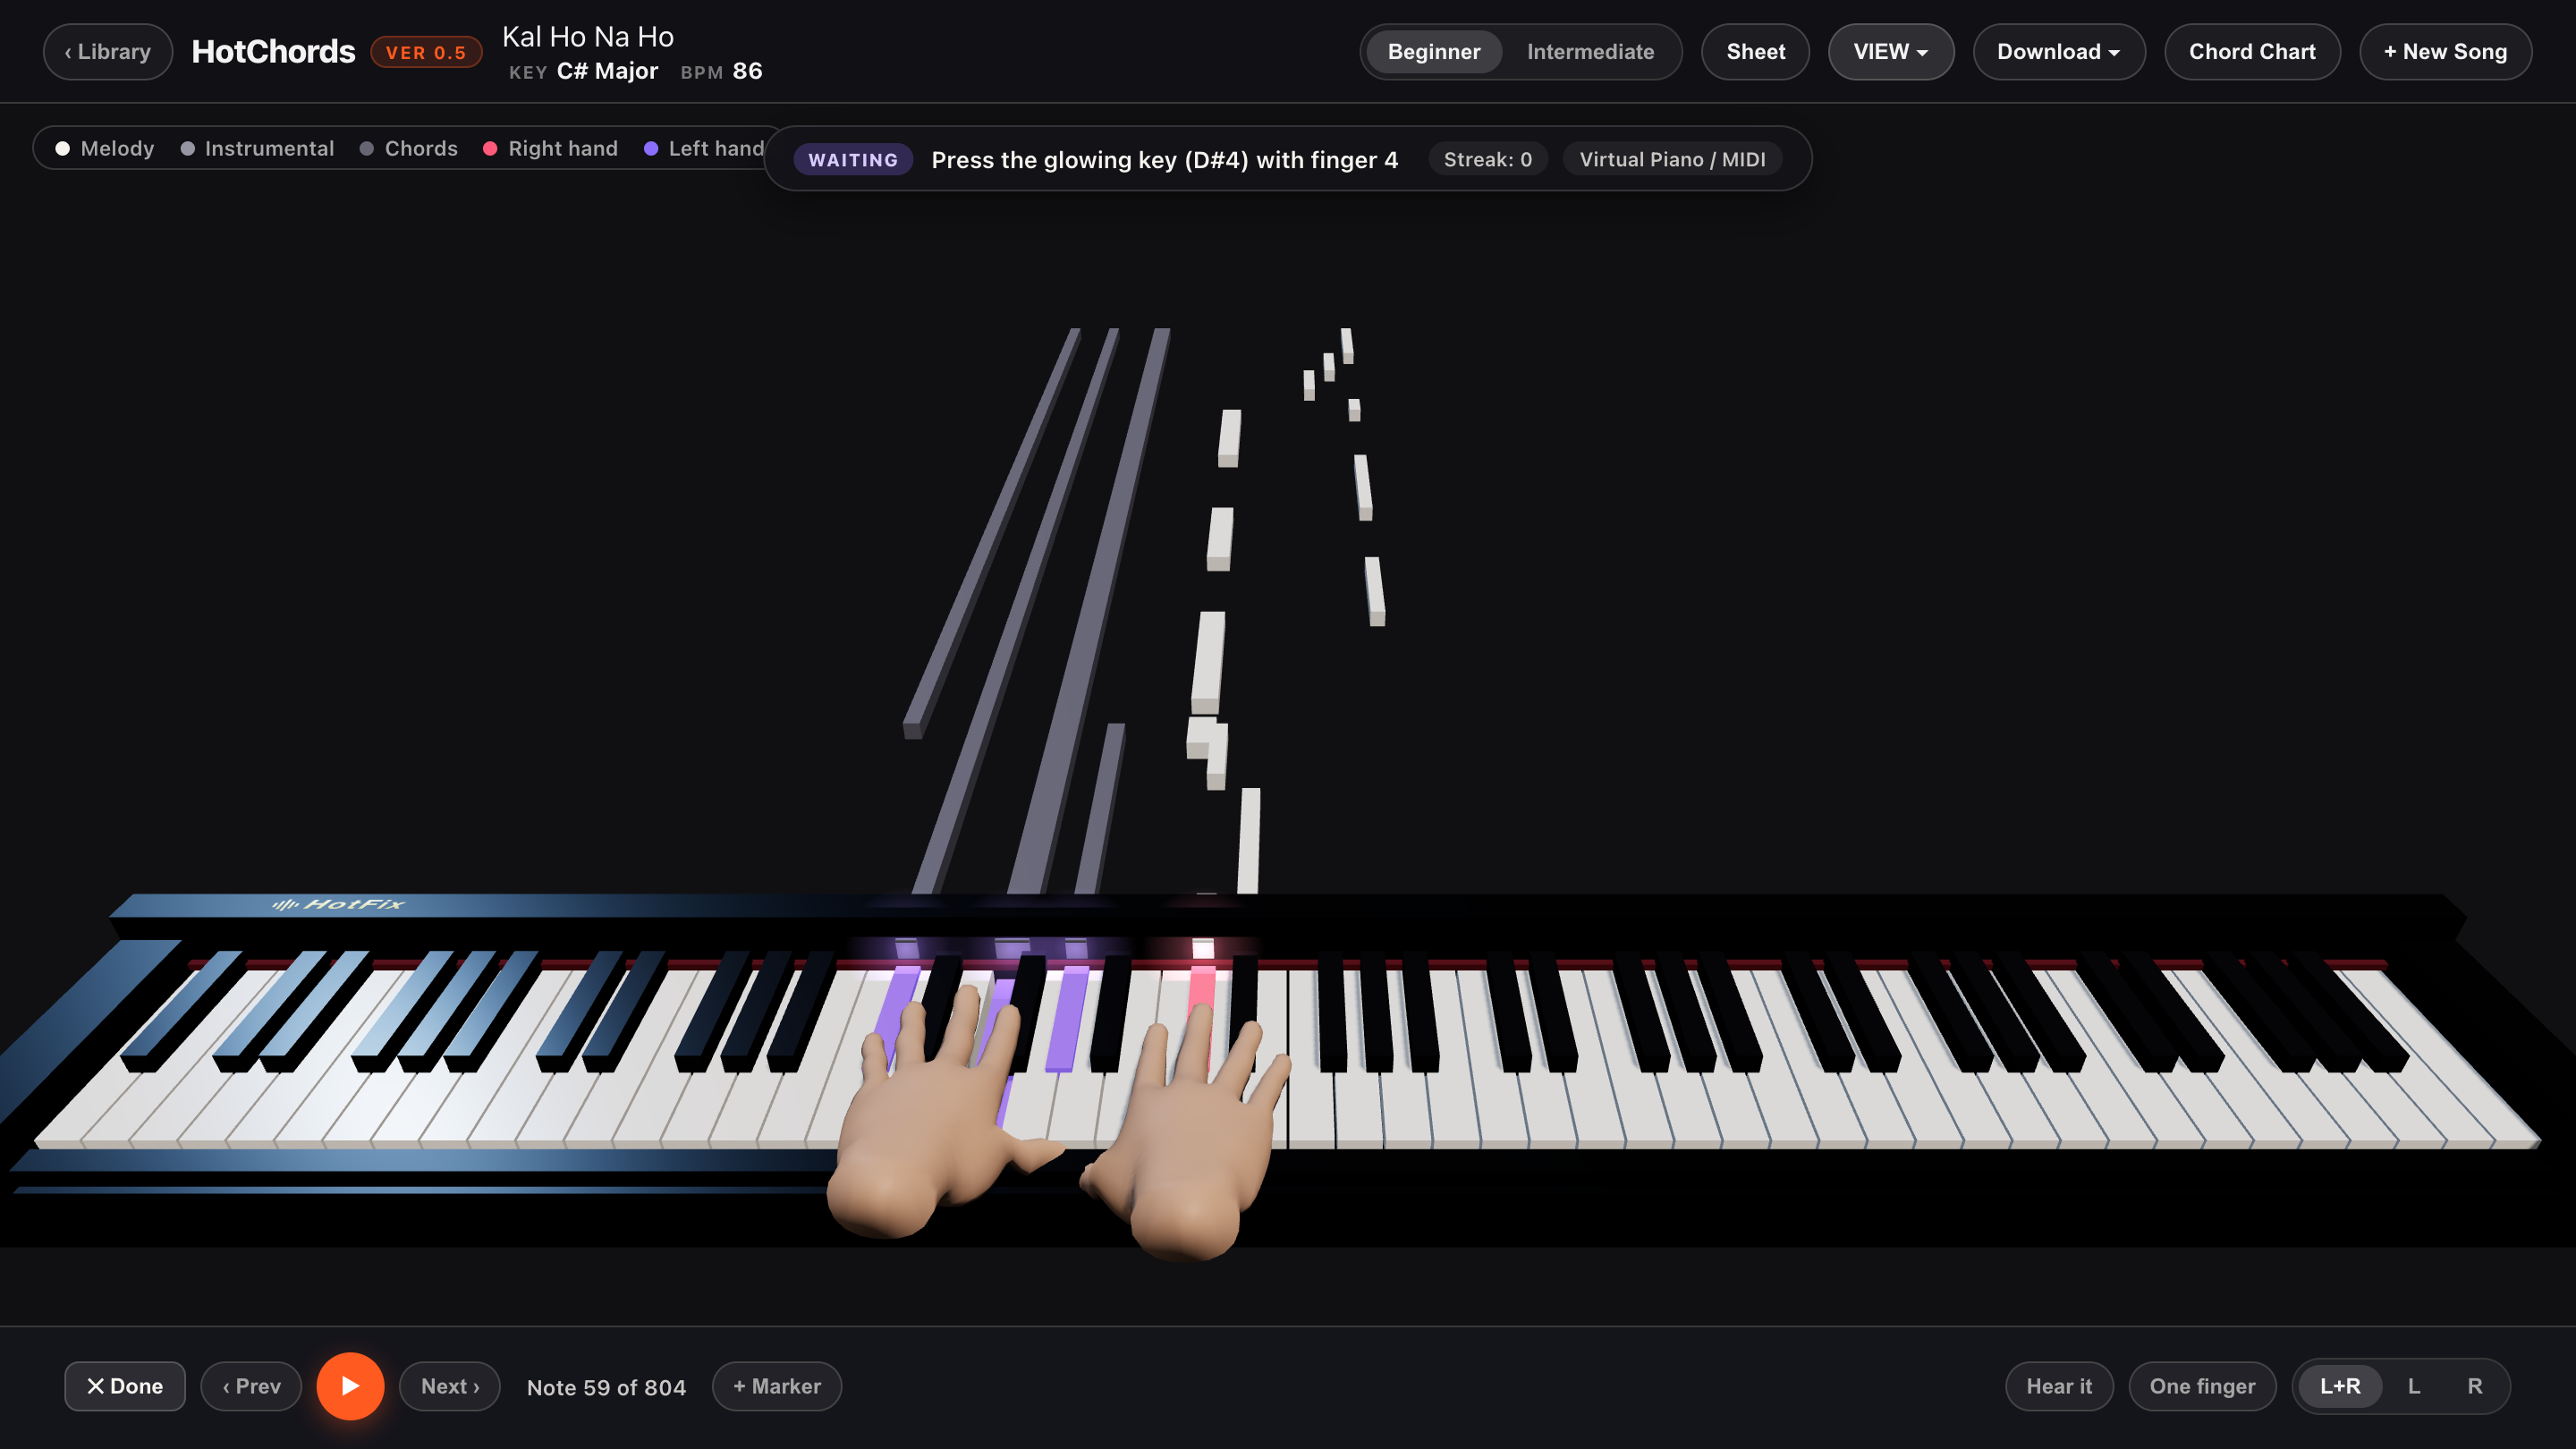 ‹ Library
HotChords
VER 0.5
Kal Ho Na Ho
KEY C# Major BPM 86
Beginner
Intermediate
Sheet
VIEW
Download
Chord Chart
+ New Song
Melody
Instrumental
Chords
Right hand
Left hand
WAITING
Press the glowing key (D#4) with finger 4
Streak: 0
Virtual Piano / MIDI
HotFix
✕ Done
‹ Prev
Next ›
Note 59 of 804
+ Marker
Hear it
One finger
L+R
L
R